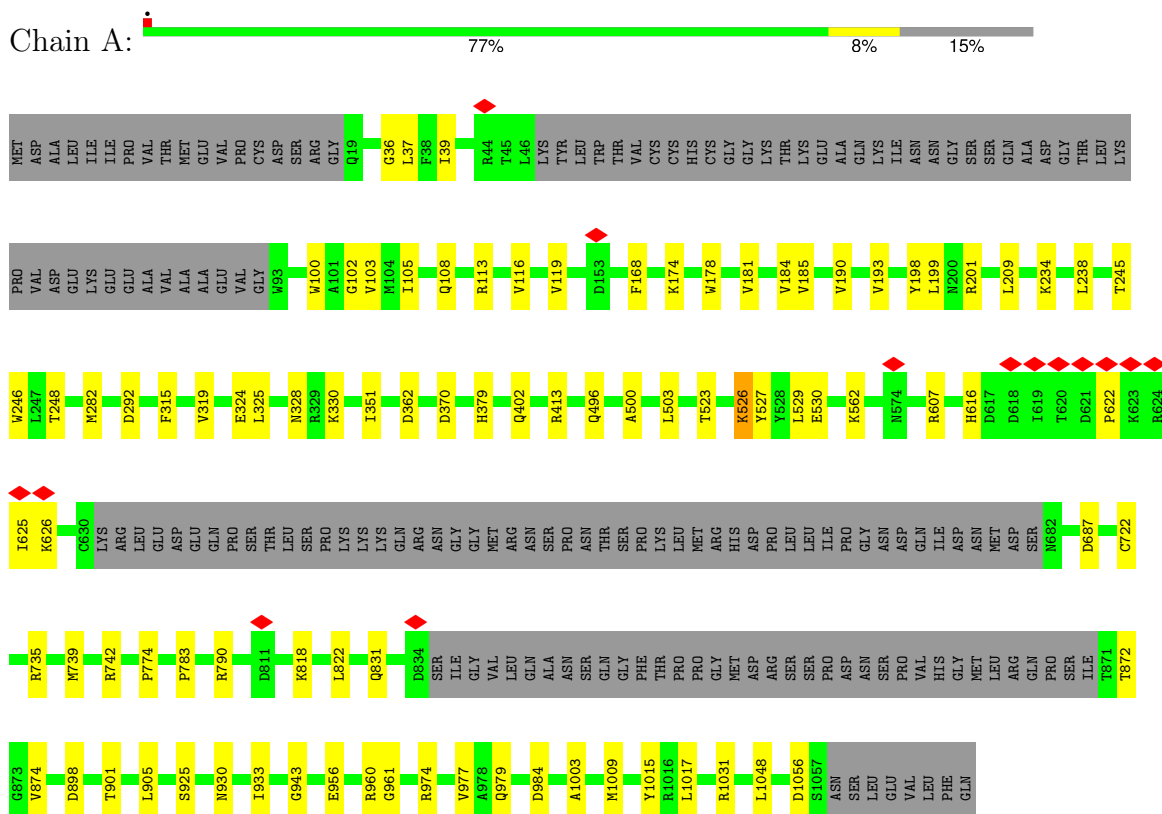 Chain A:
77% 8% 15%
MET ASP ALA LEU ILE ILE PRO VAL THR MET GLU VAL PRO CYS ASP SER ARG GLY Q19 G36 L37 F38 I39 R44 T45 L46 LYS TYR LEU TRP THR VAL CYS CYS HIS CYS GLY GLY LYS THR LYS GLU ALA GLN LYS ILE ASN ASN GLY SER SER GLN ALA ASP GLY THR LEU LYS
PRO VAL ASP GLU LYS GLU GLU ALA VAL ALA ALA GLU VAL GLY W93 W100 A101 G102 V103 M104 I105 Q108 R113 V116 V119 D153 F168 K174 W178 V181 V184 V185 V190 V193 Y198 L199 N200 R201 L209 K234 L238 T245
W246 L247 T248 M282 D292 F315 V319 E324 L325 N328 R329 K330 I351 D362 D370 H379 Q402 R413 Q496 A500 L503 T523 K526 Y527 Y528 L529 E530 K562 N574 R607 H616 D617 D618 I619 T620 D621 P622 K623 R624
I625 K626 C630 LYS ARG LEU GLU ASP GLU GLN PRO SER THR LEU SER PRO LYS LYS LYS GLN ARG ASN GLY GLY MET ARG ASN SER PRO ASN THR SER PRO LYS LEU MET ARG HIS ASP PRO LEU LEU ILE PRO GLY ASN ASP GLN ILE ASP ASN MET ASP SER N682 D687 C722
R735 M739 R742 P774 P783 R790 D811 K818 L822 Q831 D834 SER ILE GLY VAL LEU GLN ALA ASN SER GLN GLY PHE THR PRO PRO GLY MET ASP ARG SER SER PRO ASP ASN SER PRO VAL HIS GLY MET LEU ARG GLN PRO SER ILE T871 T872
G873 V874 D898 T901 L905 S925 N930 I933 G943 E956 R960 G961 R974 V977 A978 Q979 D984 A1003 M1009 Y1015 R1016 L1017 R1031 L1048 D1056 S1057 ASN SER LEU GLU VAL LEU PHE GLN